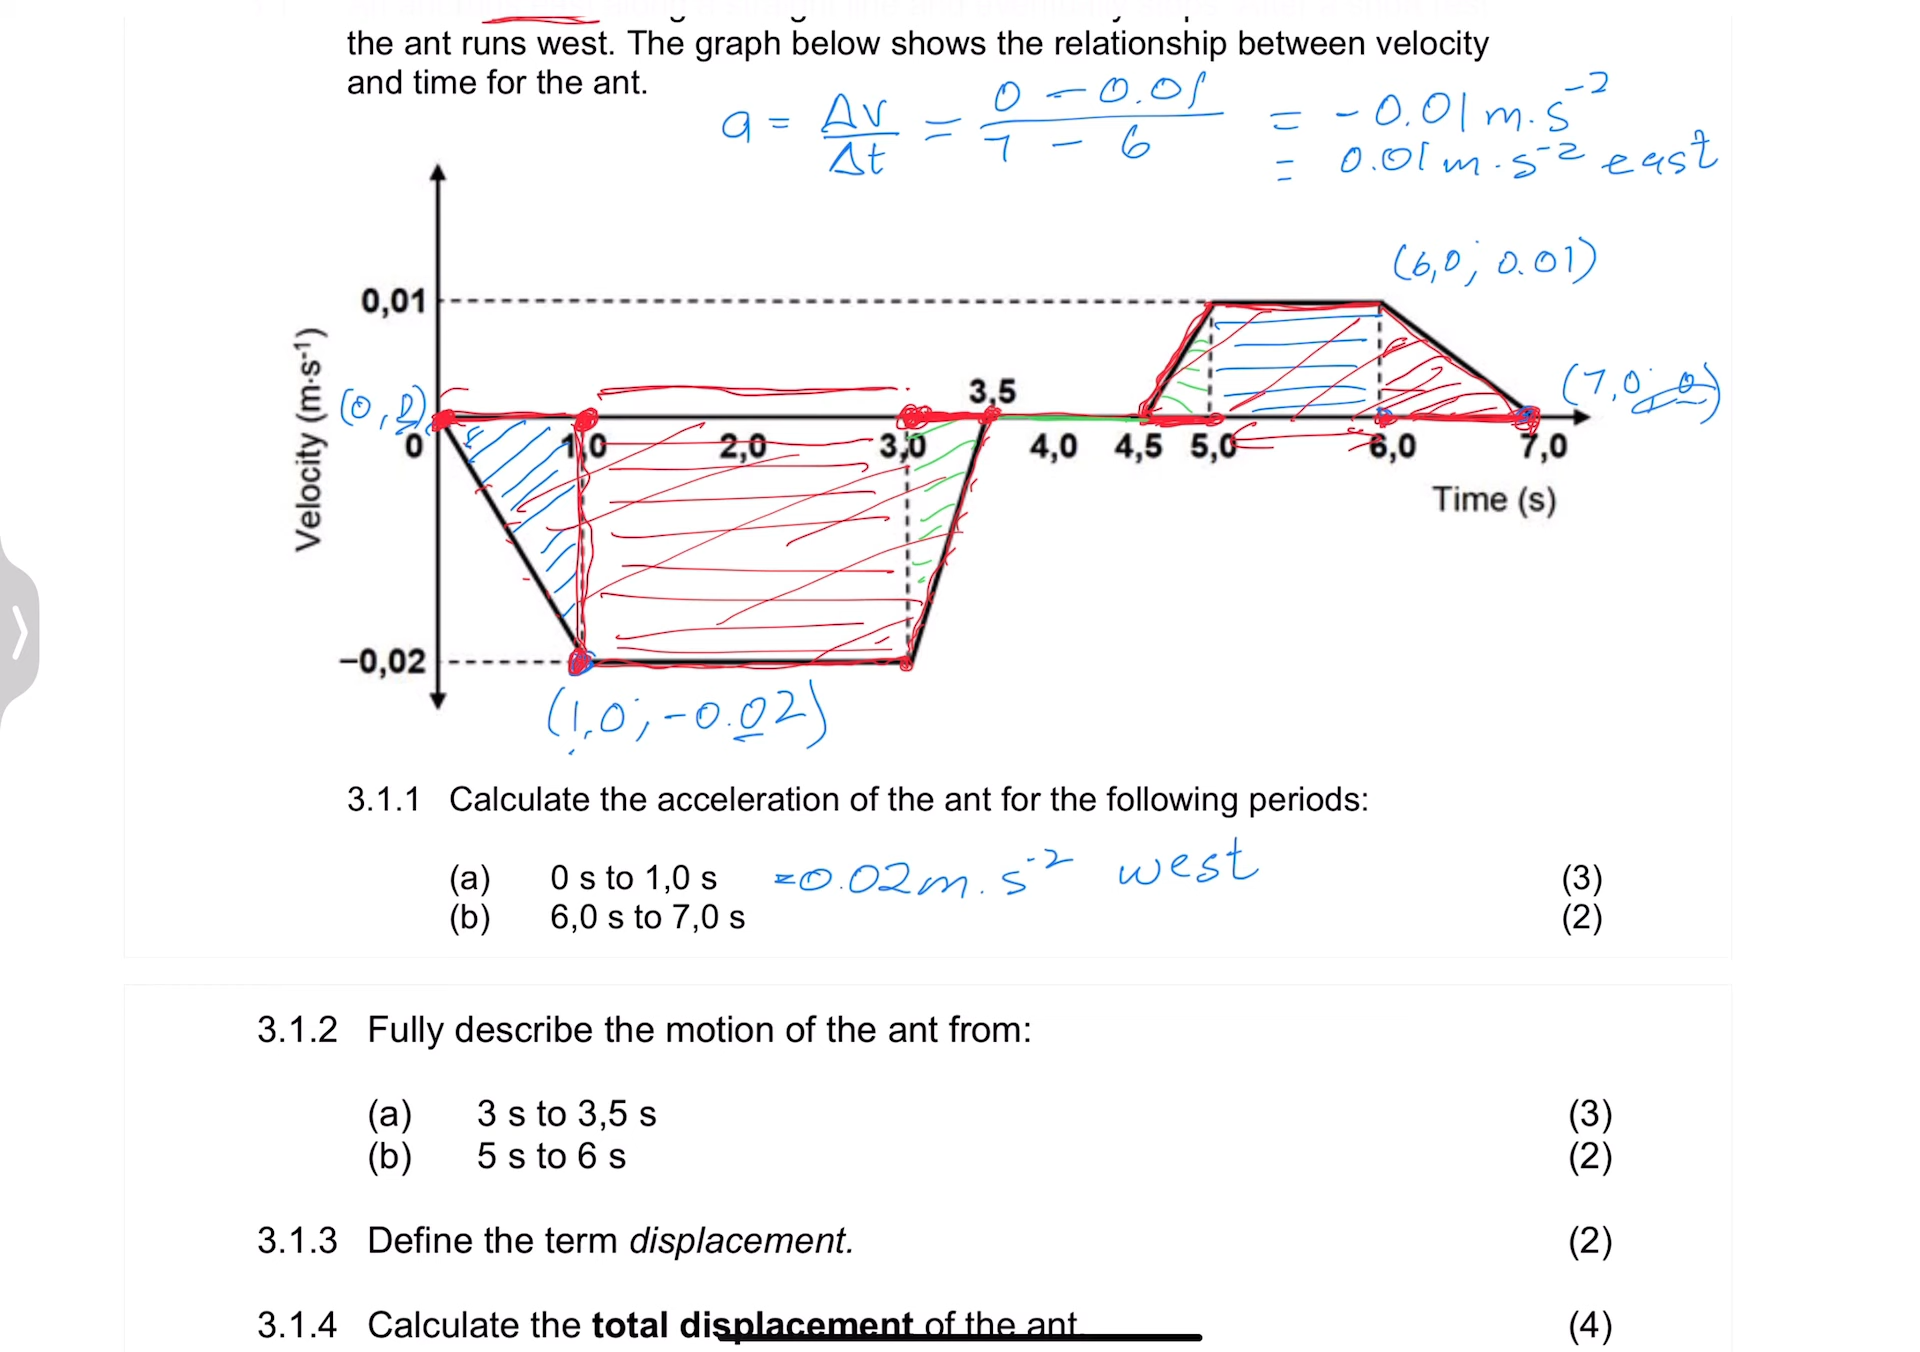 the ant runs west. The graph below shows the relationship between velocity
and time for the ant.
a = Δv/Δt = 0 - 0.01 / 7 - 6 = - 0.01 m.s⁻²
= 0.01 m.s⁻² east
(6,0; 0.01)
0,01
Velocity (m·s⁻¹)
3,5
(7,0; 0)
0 1,0 2,0 3,0 4,0 4,5 5,0 6,0 7,0
Time (s)
−0,02
(1,0; -0.02)
3.1.1 Calculate the acceleration of the ant for the following periods:
(a) 0 s to 1,0 s = 0.02 m.s⁻² west (3)
(b) 6,0 s to 7,0 s (2)
3.1.2 Fully describe the motion of the ant from:
(a) 3 s to 3,5 s (3)
(b) 5 s to 6 s (2)
3.1.3 Define the term displacement. (2)
3.1.4 Calculate the total displacement of the ant. (4)